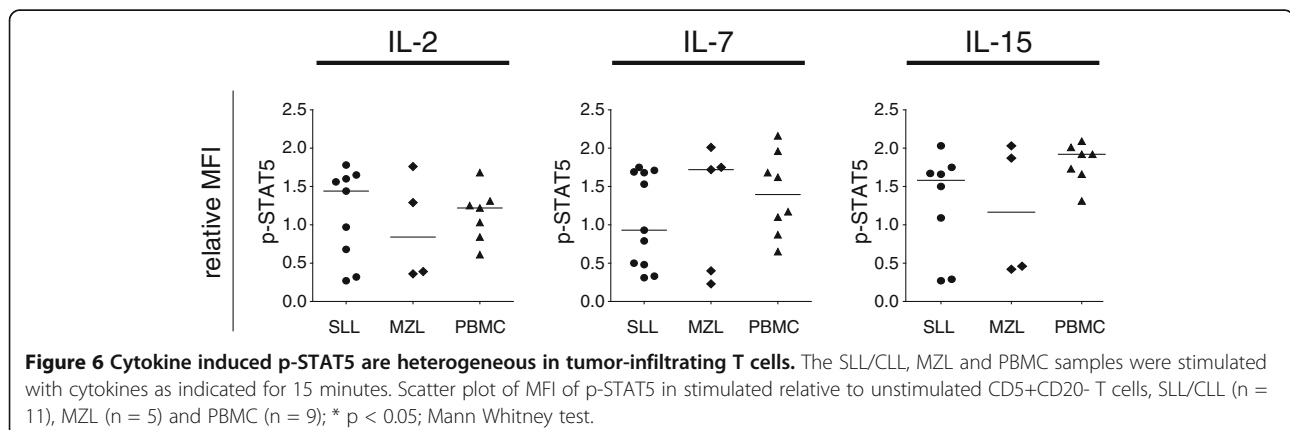 IL-2 IL-7 IL-15
relative MFI
p-STAT5
2.5
2.0
1.5
1.0
0.5
0.0
SLL MZL PBMC
p-STAT5
2.5
2.0
1.5
1.0
0.5
0.0
SLL MZL PBMC
p-STAT5
2.5
2.0
1.5
1.0
0.5
0.0
SLL MZL PBMC
Figure 6 Cytokine induced p-STAT5 are heterogeneous in tumor-infiltrating T cells. The SLL/CLL, MZL and PBMC samples were stimulated
with cytokines as indicated for 15 minutes. Scatter plot of MFI of p-STAT5 in stimulated relative to unstimulated CD5+CD20- T cells, SLL/CLL (n =
11), MZL (n = 5) and PBMC (n = 9); * p < 0.05; Mann Whitney test.